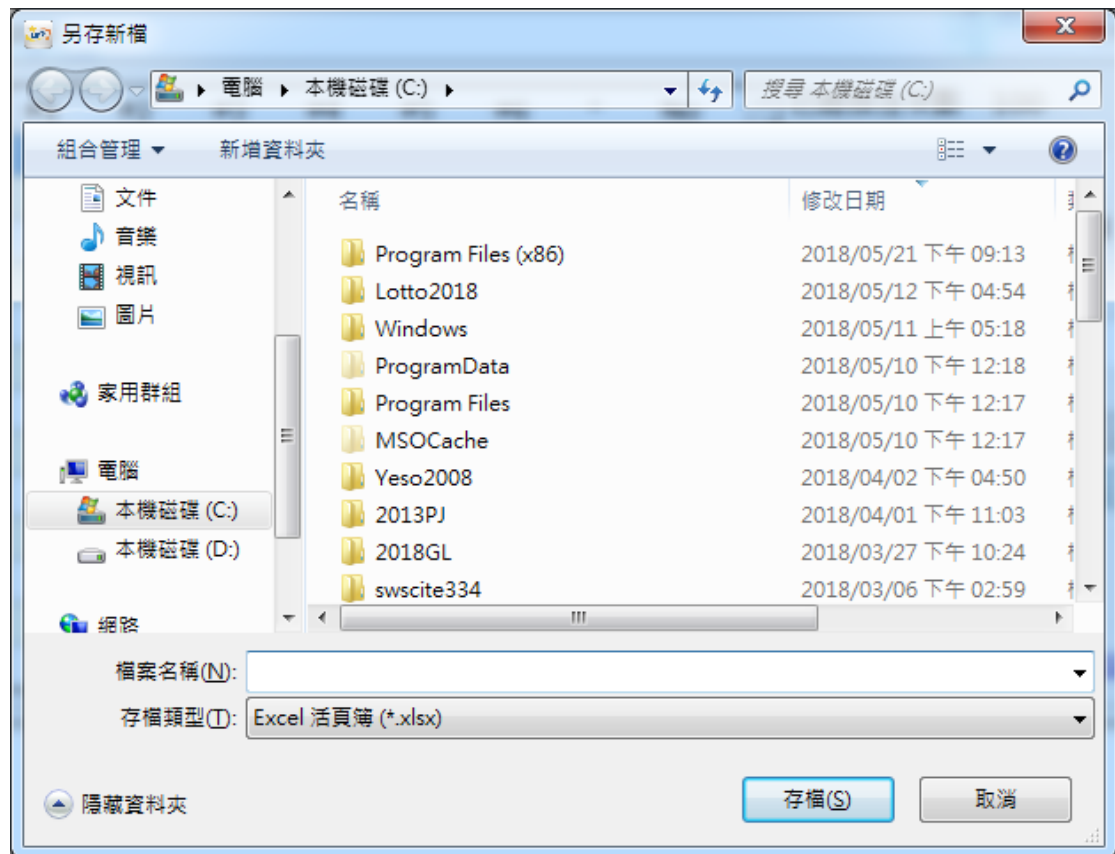 另存新檔
電腦 本機磁碟 (C:)
搜尋 本機磁碟 (C:)
組合管理 新增資料夾
文件
音樂
視訊
圖片
家用群組
電腦
本機磁碟 (C:)
本機磁碟 (D:)
網路
名稱 修改日期
Program Files (x86) 2018/05/21 下午 09:13
Lotto2018 2018/05/12 下午 04:54
Windows 2018/05/11 上午 05:18
ProgramData 2018/05/10 下午 12:18
Program Files 2018/05/10 下午 12:17
MSOCache 2018/05/10 下午 12:17
Yeso2008 2018/04/02 下午 04:50
2013PJ 2018/04/01 下午 11:03
2018GL 2018/03/27 下午 10:24
swscite334 2018/03/06 下午 02:59
檔案名稱(N):
存檔類型(T): Excel 活頁簿 (*.xlsx)
隱藏資料夾
存檔(S) 取消